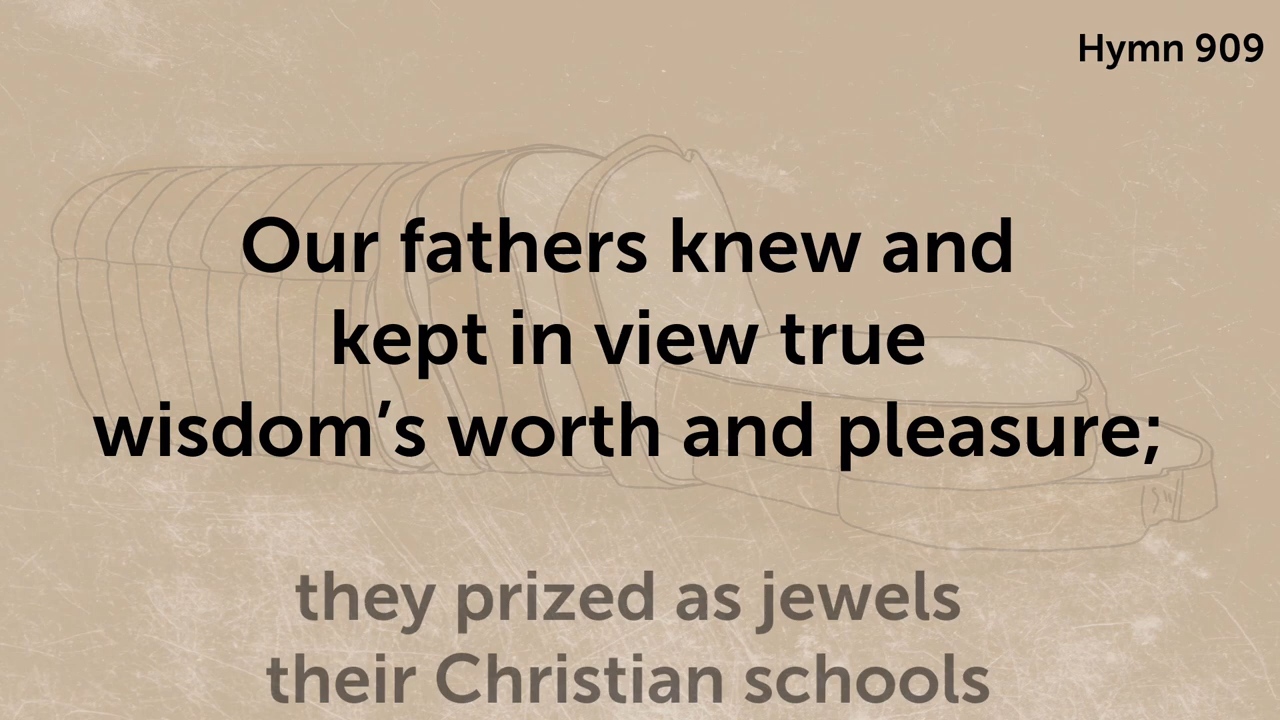 Hymn 909
Our fathers knew and
kept in view true
wisdom’s worth and pleasure;
they prized as jewels
their Christian schools